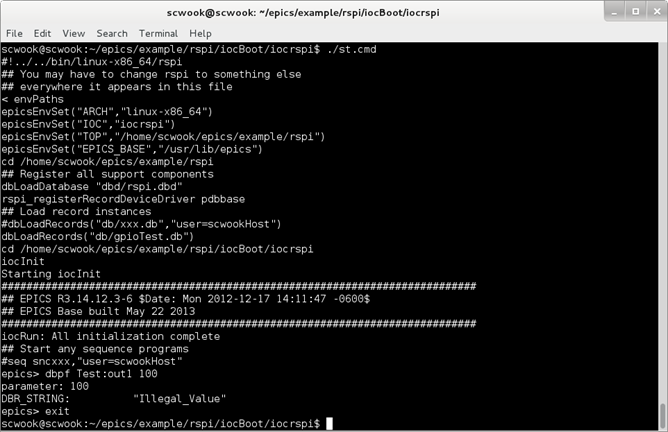 scwook@scwook: ~/epics/example/rspi/iocBoot/iocrspi
File Edit View Search Terminal Help
scwook@scwook:~/epics/example/rspi/iocBoot/iocrspi$ ./st.cmd
#!../../bin/linux-x86_64/rspi
## You may have to change rspi to something else
## everywhere it appears in this file
< envPaths
epicsEnvSet("ARCH","linux-x86_64")
epicsEnvSet("IOC","iocrspi")
epicsEnvSet("TOP","/home/scwook/epics/example/rspi")
epicsEnvSet("EPICS_BASE","/usr/lib/epics")
cd /home/scwook/epics/example/rspi
## Register all support components
dbLoadDatabase "dbd/rspi.dbd"
rspi_registerRecordDeviceDriver pdbbase
## Load record instances
#dbLoadRecords("db/xxx.db","user=scwookHost")
dbLoadRecords("db/gpioTest.db")
cd /home/scwook/epics/example/rspi/iocBoot/iocrspi
iocInit
Starting iocInit
############################################################################
## EPICS R3.14.12.3-6 $Date: Mon 2012-12-17 14:11:47 -0600$
## EPICS Base built May 22 2013
############################################################################
iocRun: All initialization complete
## Start any sequence programs
#seq sncxxx,"user=scwookHost"
epics> dbpf Test:out1 100
parameter: 100
DBR_STRING:          "Illegal_Value"
epics> exit
scwook@scwook:~/epics/example/rspi/iocBoot/iocrspi$